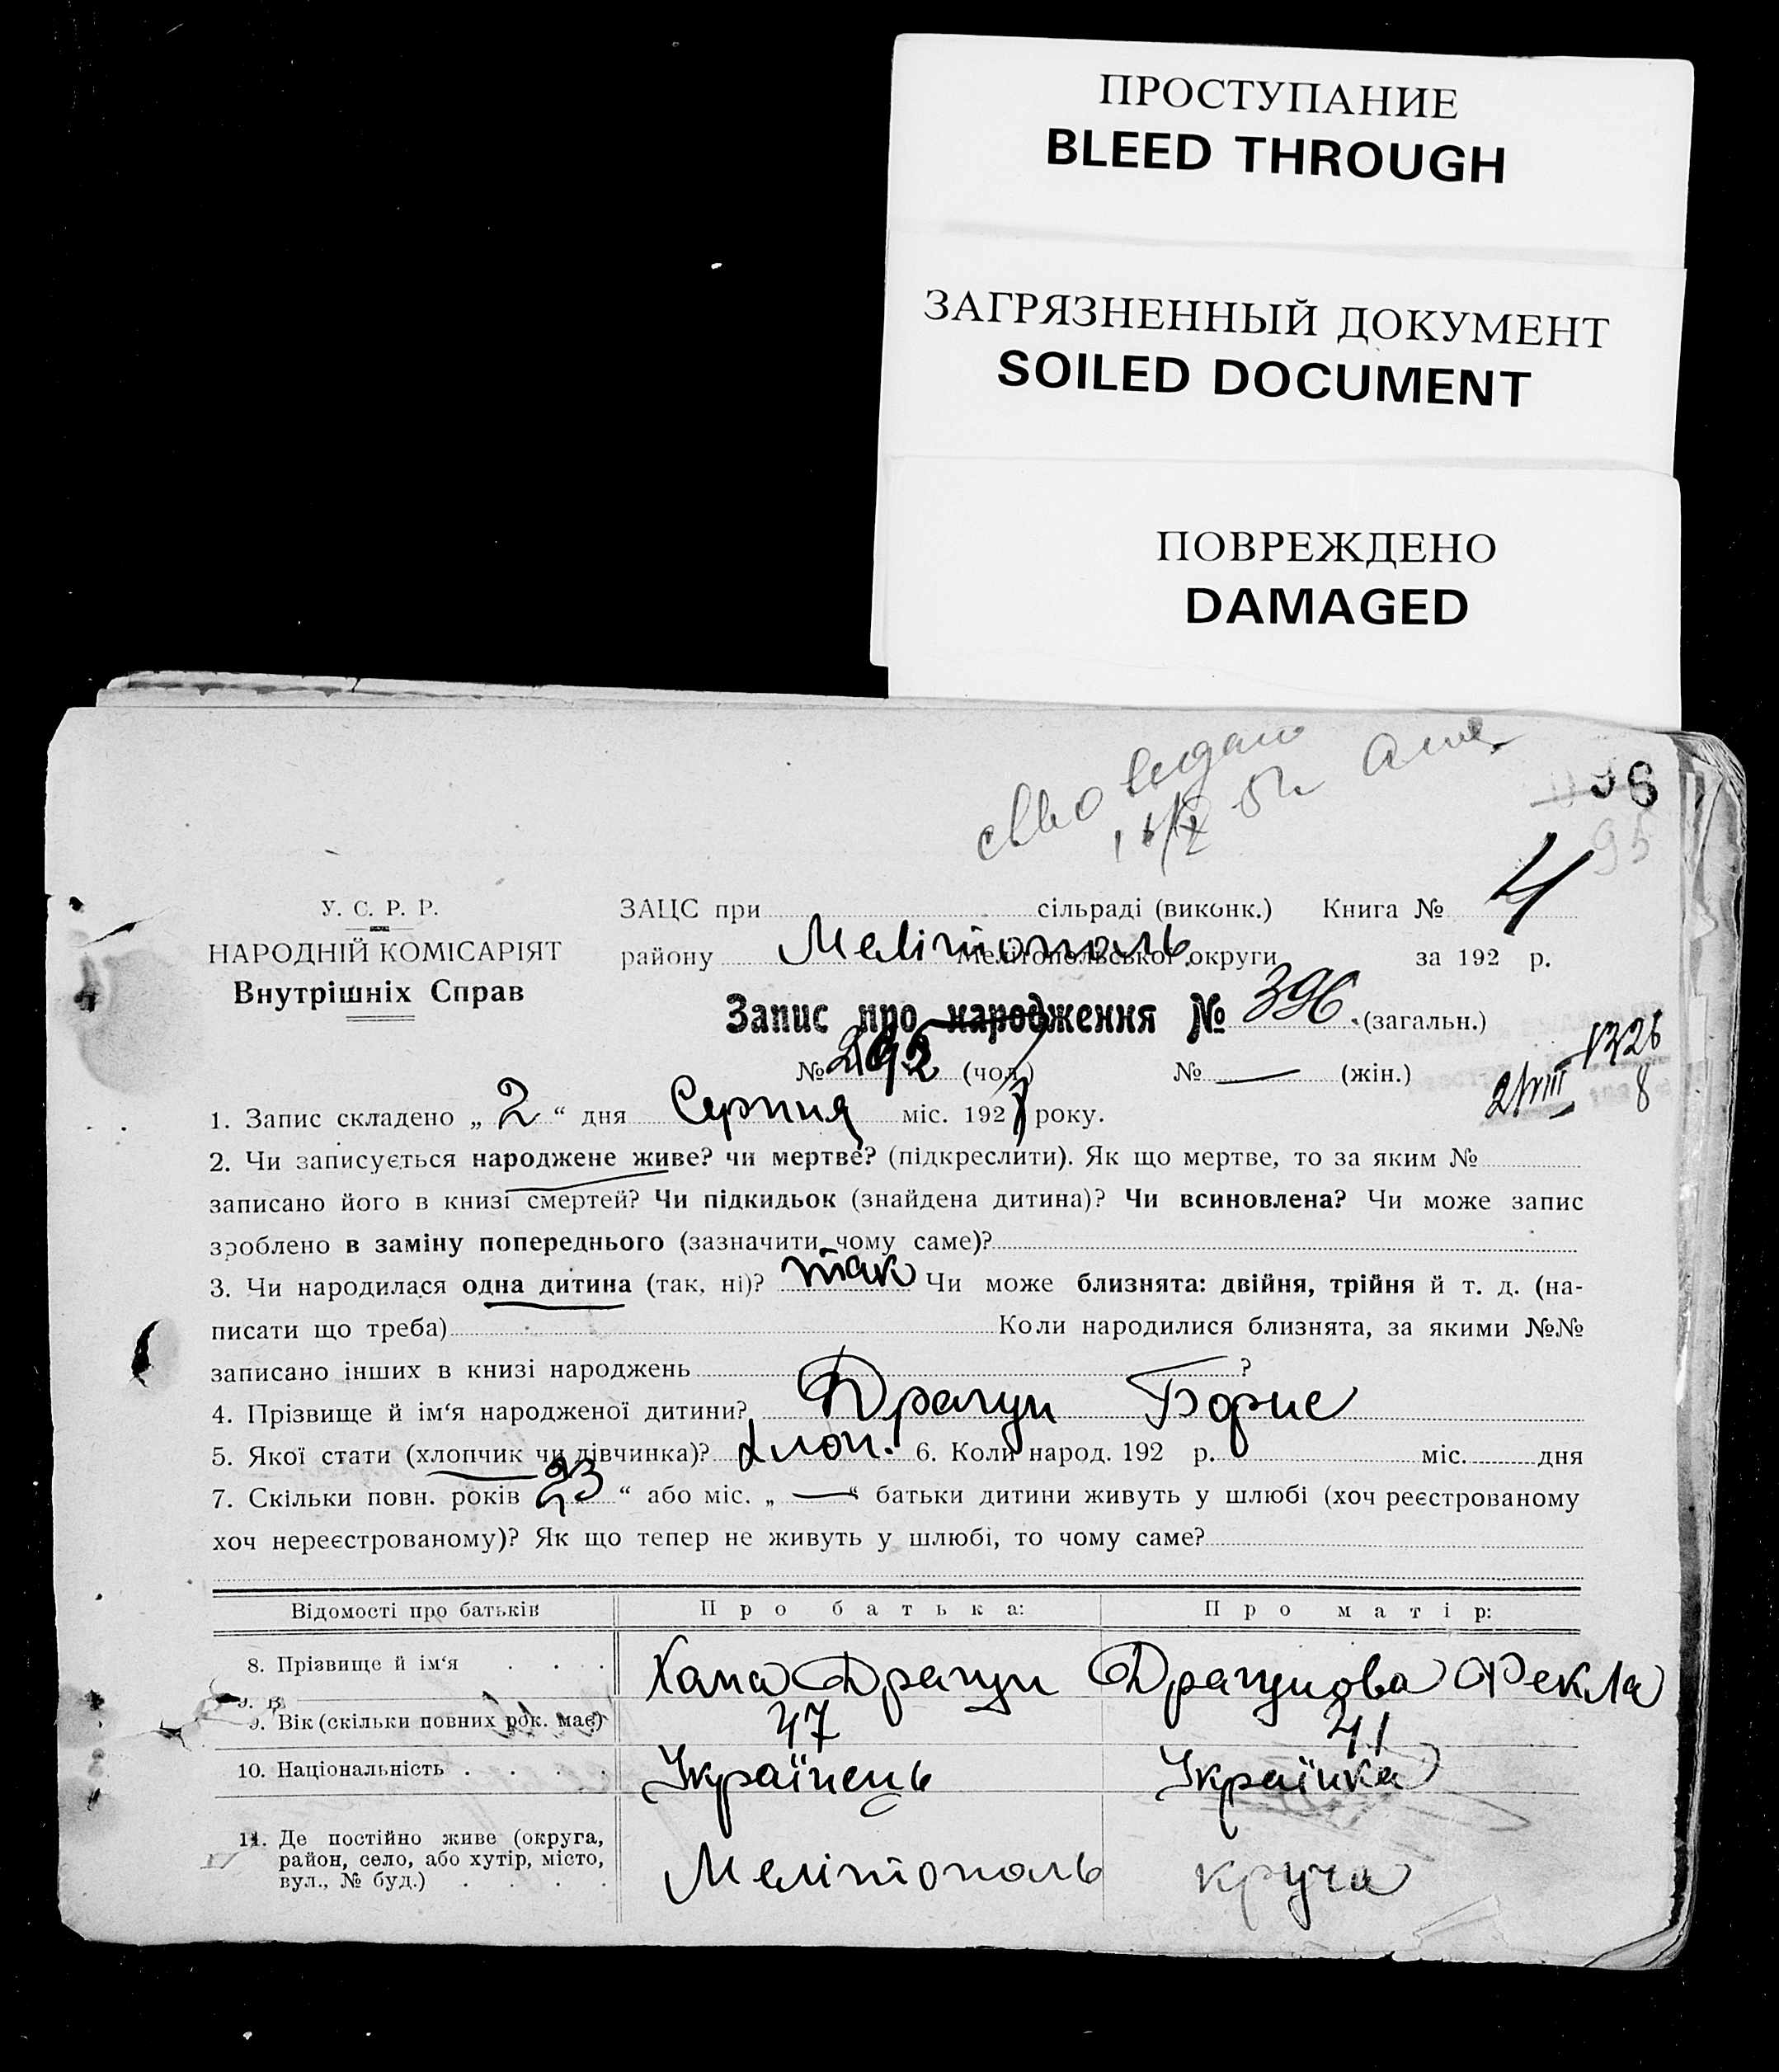 ПРОСТУПАНИЕ
BLEED THROUGH
ЗАГРЯЗНЕННЫЙ ДОКУМЕНТ
SOILED DOCUMENT
ПОВРЕЖДЕНО
DAMAGED
95
У. С. Р. Р.
НАРОДНІЙ КОМІСАРІЯТ
Внутрішніх Справ
ЗАЦС при сільраді (виконк.) Книга № 4
району Мелітополь Мелітопольської округи за 192 р.
Запис про народження № 396 (загальн.)
№ 292 (чол.) № — (жін.)
1. Запис складено „ 2 “ дня Серпня міс. 1927 року.
2. Чи записується народжене живе? чи мертве? (підкреслити). Як що мертве, то за яким №
записано його в книзі смертей? Чи підкидьок (знайдена дитина)? Чи всиновлена? Чи може запис
зроблено в заміну попереднього (зазначити чому саме)?
3. Чи народилася одна дитина (так, ні)? так Чи може близнята: двійня, трійня й т. д. (на-
писати що треба) Коли народилися близнята, за якими №№
записано інших в книзі народжень ?
4. Прізвище й ім‘я народженої дитини? Драгун Борис
5. Якої стати (хлопчик чи дівчинка)? хлоп. 6. Коли народ. 192 р. міс. дня
7. Скільки повн. років 23 “ або міс. „ — “ батьки дитини живуть у шлюбі (хоч реєстрованому
хоч нереєстрованому)? Як що тепер не живуть у шлюбі, то чому саме?
Відомості про батьків Про батька: Про матір:
8. Прізвище й ім‘я . . . Хома Драгун Драгунова Фекла
9. Вік (скільки повних рок. має) 47 41
10. Національність . . . . Українець Українка
11. Де постійно живе (округа,
район, село, або хутір, місто,
вул., № буд.) . . . . Мелітополь круча